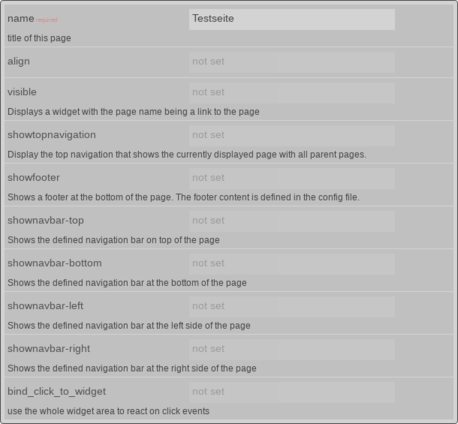 name required
Testseite
title of this page
align
not set
visible
not set
Displays a widget with the page name being a link to the page
showtopnavigation
not set
Display the top navigation that shows the currently displayed page with all parent pages.
showfooter
not set
Shows a footer at the bottom of the page. The footer content is defined in the config file.
shownavbar-top
not set
Shows the defined navigation bar on top of the page
shownavbar-bottom
not set
Shows the defined navigation bar at the bottom of the page
shownavbar-left
not set
Shows the defined navigation bar at the left side of the page
shownavbar-right
not set
Shows the defined navigation bar at the right side of the page
bind_click_to_widget
not set
use the whole widget area to react on click events